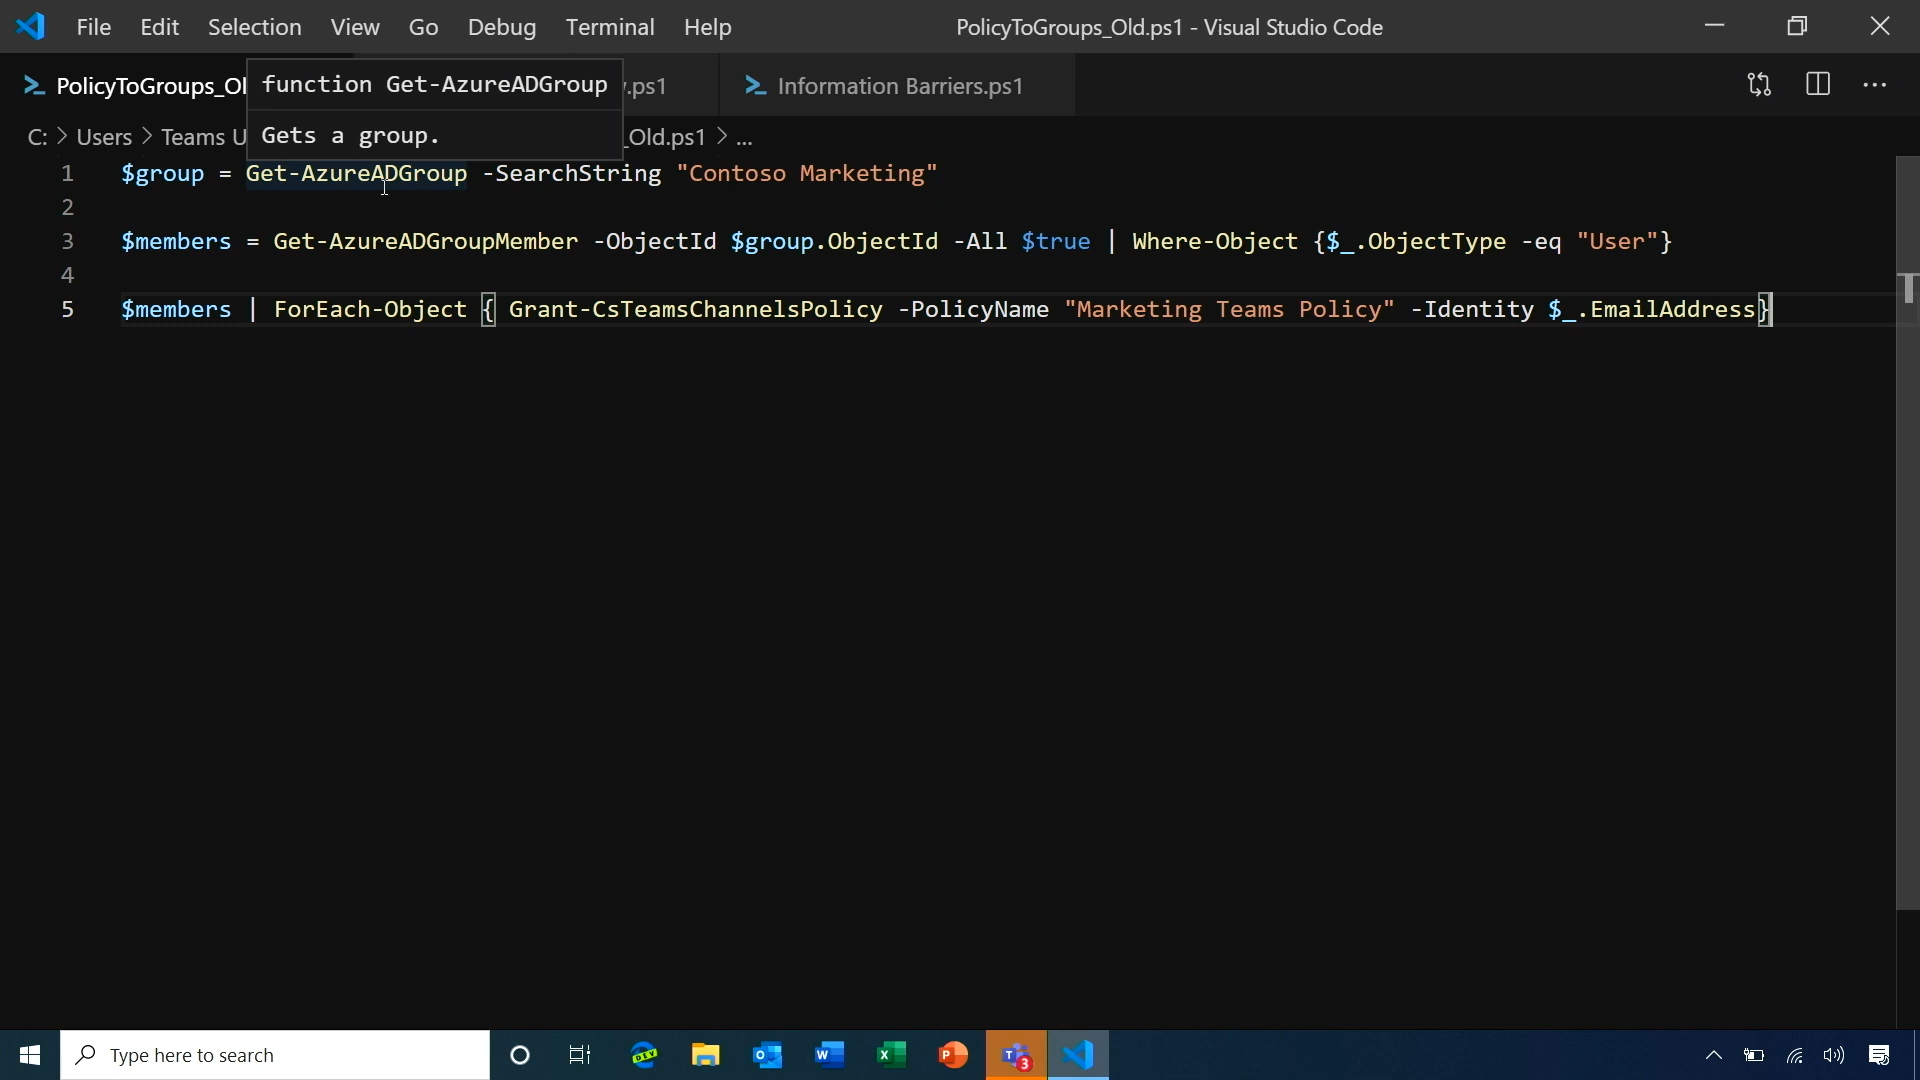 File Edit Selection View Go Debug Terminal Help PolicyToGroups_Old.ps1 - Visual Studio Code
PolicyToGroups_Ol .ps1 Information Barriers.ps1
function Get-AzureADGroup
Gets a group.
C: > Users > Teams U _Old.ps1 > ...
1 $group = Get-AzureADGroup -SearchString "Contoso Marketing"
2
3 $members = Get-AzureADGroupMember -ObjectId $group.ObjectId -All $true | Where-Object {$_.ObjectType -eq "User"}
4
5 $members | ForEach-Object { Grant-CsTeamsChannelsPolicy -PolicyName "Marketing Teams Policy" -Identity $_.EmailAddress}
Type here to search
DEV
3